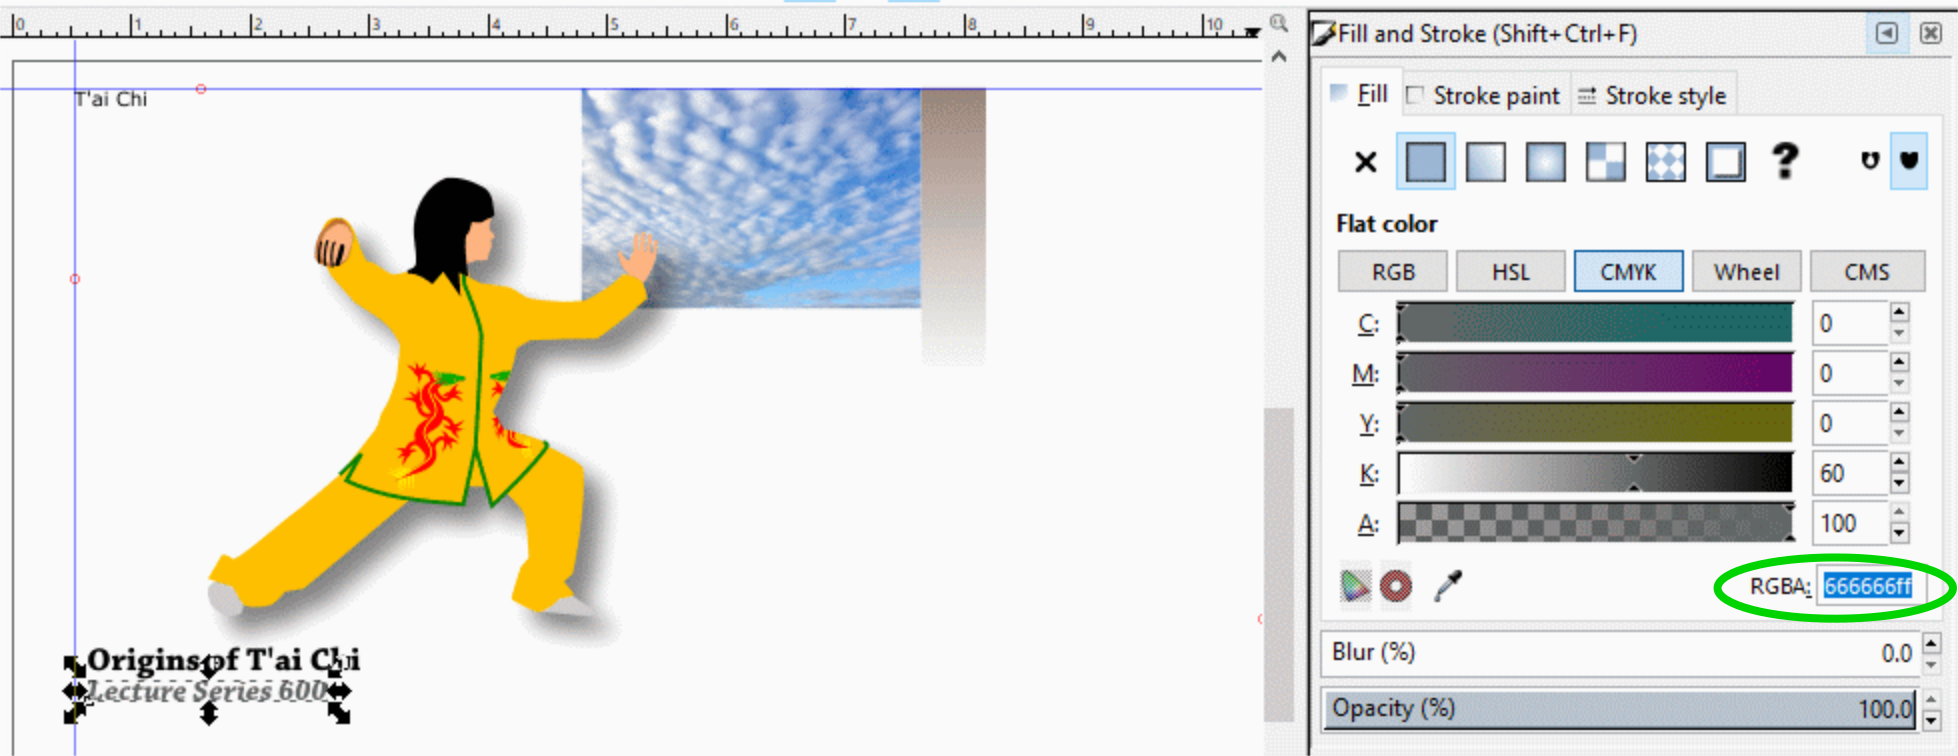 0 1 2 3 4 5 6 7 8 9 10
T'ai Chi
Origins of T'ai Chi
Lecture Series 600
Fill and Stroke (Shift+Ctrl+F)
Fill Stroke paint Stroke style
Flat color
RGB HSL CMYK Wheel CMS
C: 0
M: 0
Y: 0
K: 60
A: 100
RGBA: 666666ff
Blur (%) 0.0
Opacity (%) 100.0